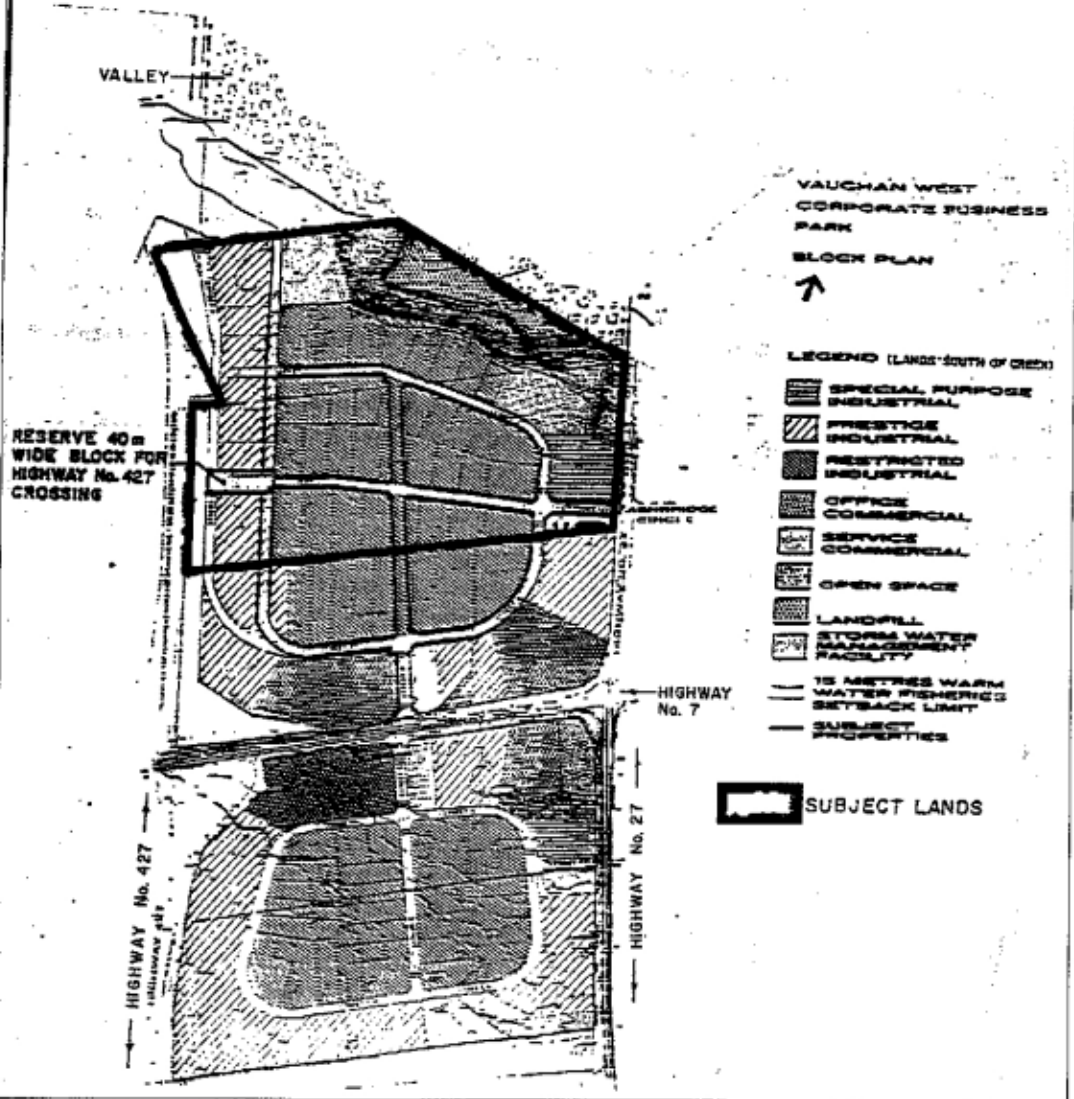 VALLEY
VAUGHAN WEST
CORPORATE BUSINESS
PARK
BLOCK PLAN
LEGEND (LANDS SOUTH OF CREEK)
SPECIAL PURPOSE
INDUSTRIAL
PRESTIGE
INDUSTRIAL
RESTRICTED
INDUSTRIAL
OFFICE
COMMERCIAL
SERVICE
COMMERCIAL
OPEN SPACE
LANDFILL
STORM WATER
MANAGEMENT
FACILITY
15 METRES WARM
WATER FISHERIES
SETBACK LIMIT
SUBJECT
PROPERTIES
SUBJECT LANDS
RESERVE 40m
WIDE BLOCK FOR
HIGHWAY No. 427
CROSSING
CIRCLE
HIGHWAY
No. 7
HIGHWAY No. 427
HIGHWAY No. 27